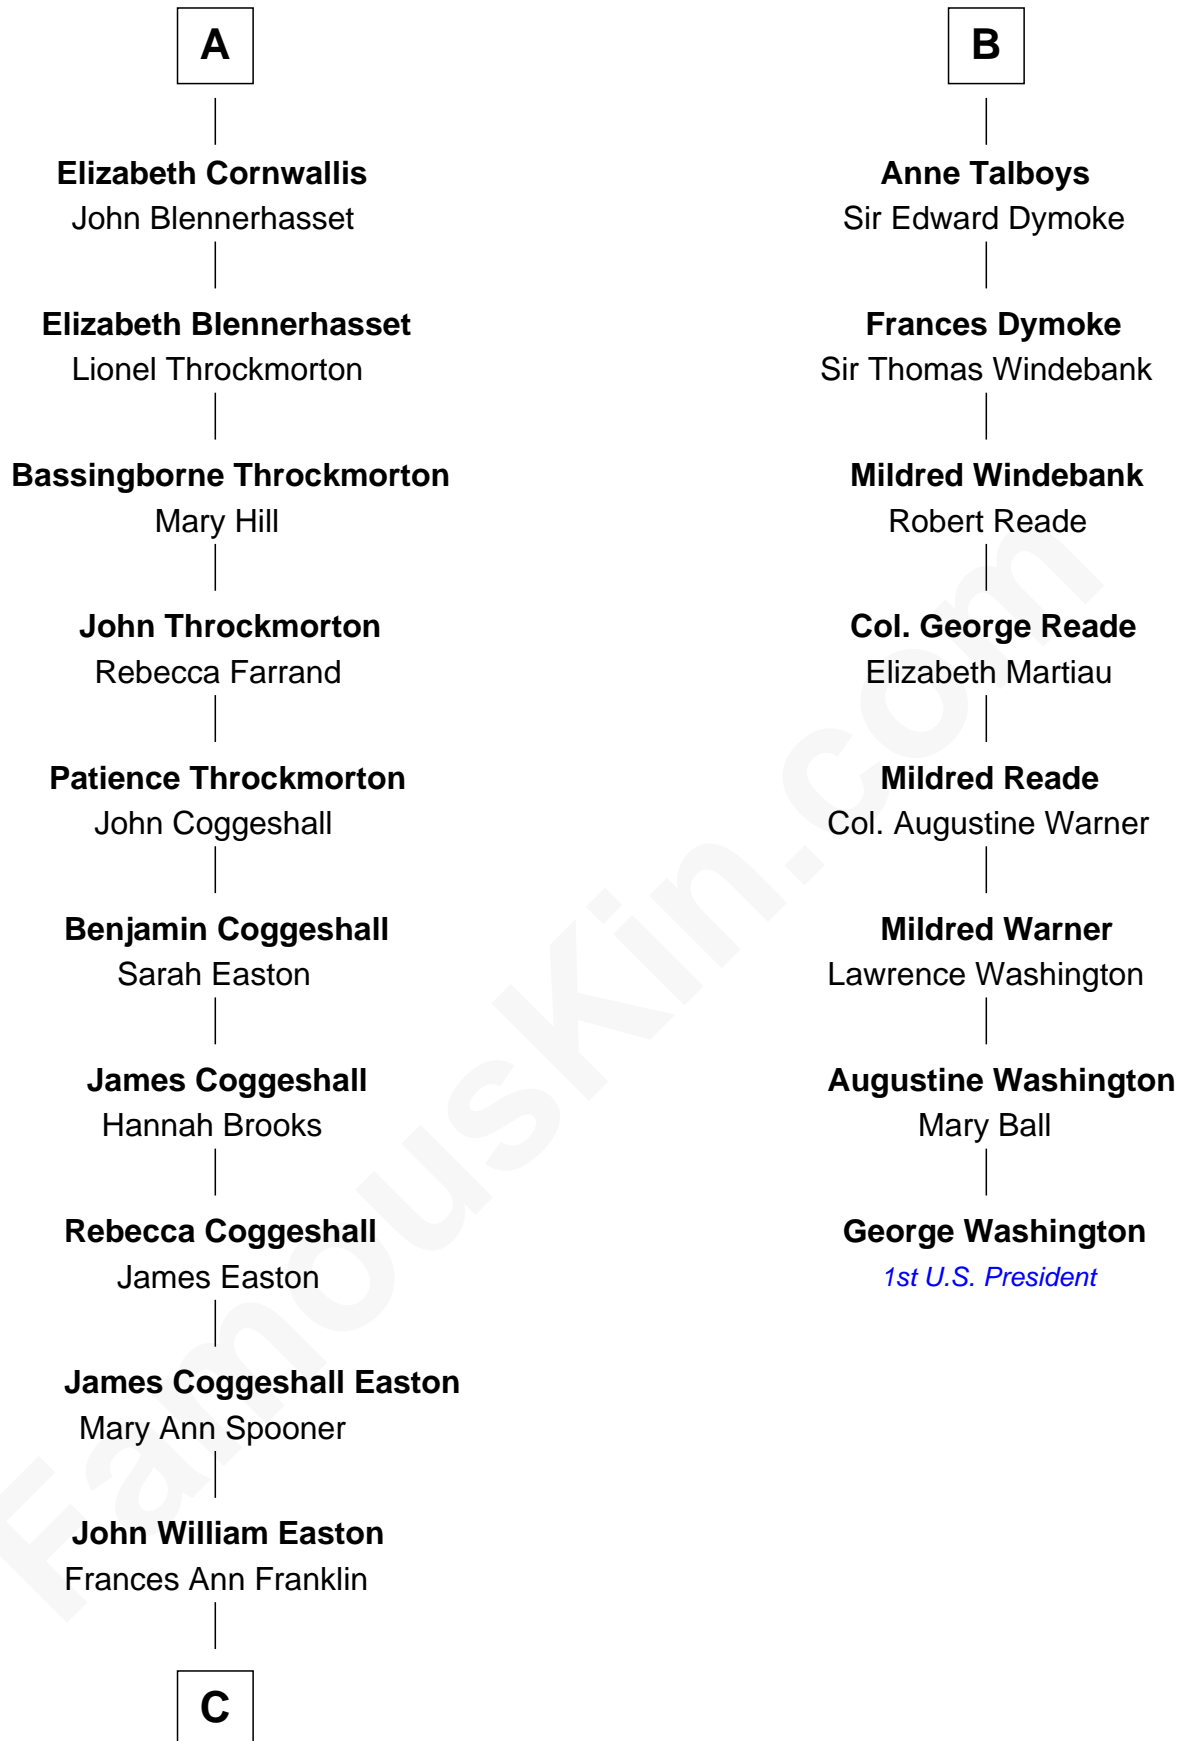 A
Elizabeth Cornwallis
John Blennerhasset
Elizabeth Blennerhasset
Lionel Throckmorton
Bassingborne Throckmorton
Mary Hill
John Throckmorton
Rebecca Farrand
Patience Throckmorton
John Coggeshall
Benjamin Coggeshall
Sarah Easton
James Coggeshall
Hannah Brooks
Rebecca Coggeshall
James Easton
James Coggeshall Easton
Mary Ann Spooner
John William Easton
Frances Ann Franklin
C
B
Anne Talboys
Sir Edward Dymoke
Frances Dymoke
Sir Thomas Windebank
Mildred Windebank
Robert Reade
Col. George Reade
Elizabeth Martiau
Mildred Reade
Col. Augustine Warner
Mildred Warner
Lawrence Washington
Augustine Washington
Mary Ball
George Washington
1st U.S. President
FamousKin.com